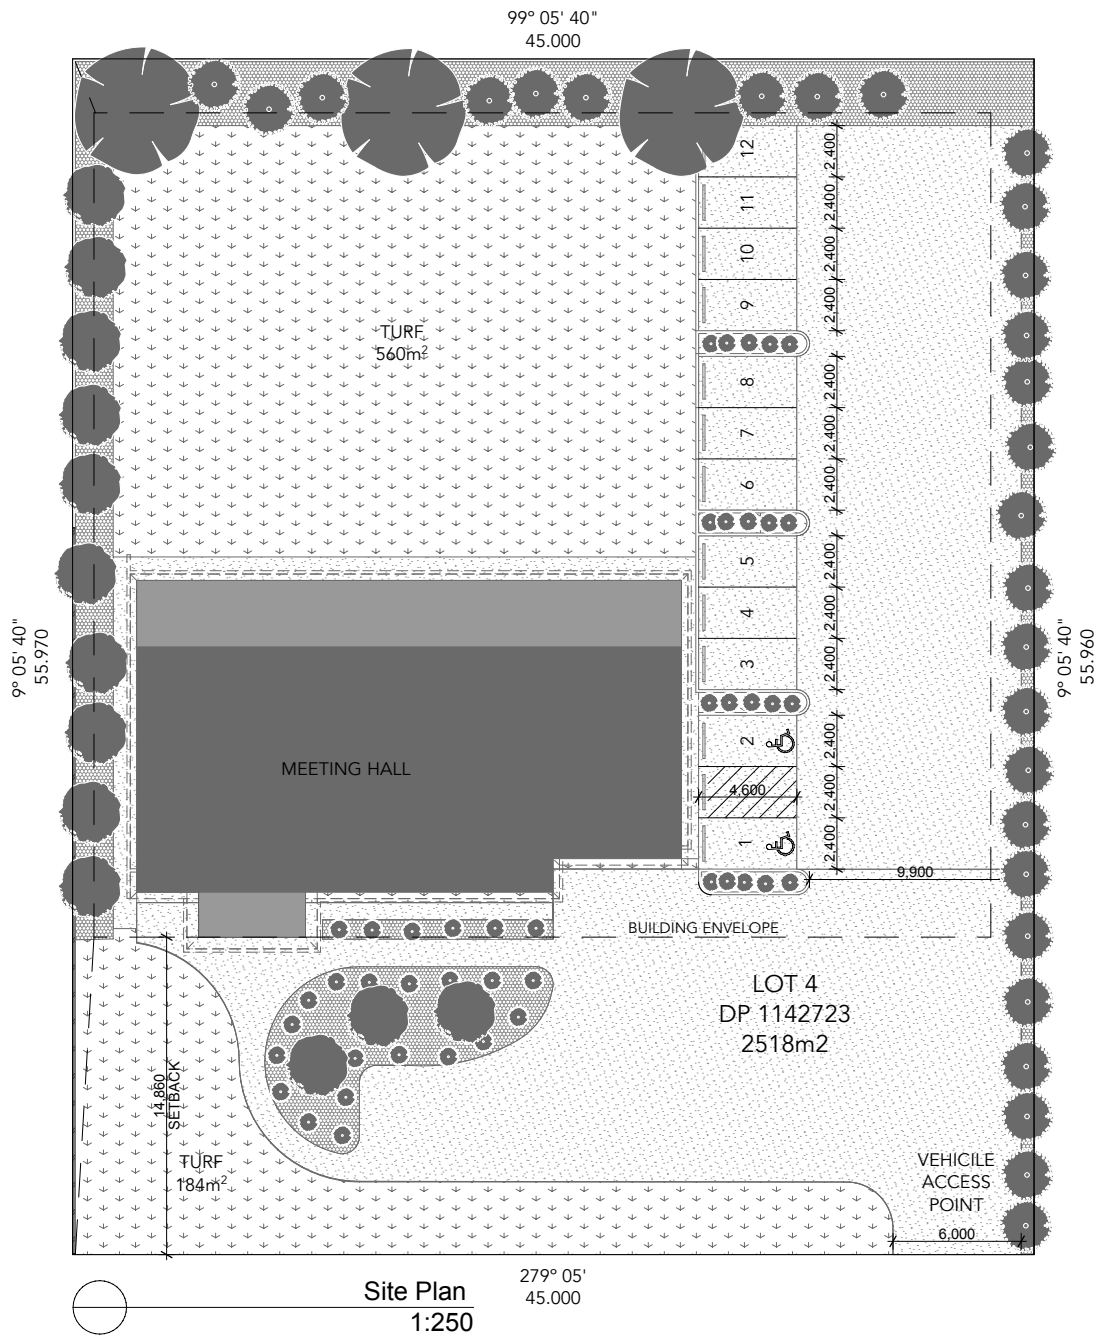 99° 05' 40"
45.000
12
2.400
11
2.400
10
2.400
9
2.400
TURF
560m²
8
2.400
7
2.400
6
2.400
5
2.400
4
2.400
3
2.400
9° 05' 40"
55.970
9° 05' 40"
55.960
2
2.400
MEETING HALL
4.600
2.400
1
2.400
9.900
BUILDING ENVELOPE
LOT 4
DP 1142723
2518m2
14.860
SETBACK
TURF
184m²
VEHICILE
ACCESS
POINT
6.000
279° 05'
45.000
Site Plan
1:250